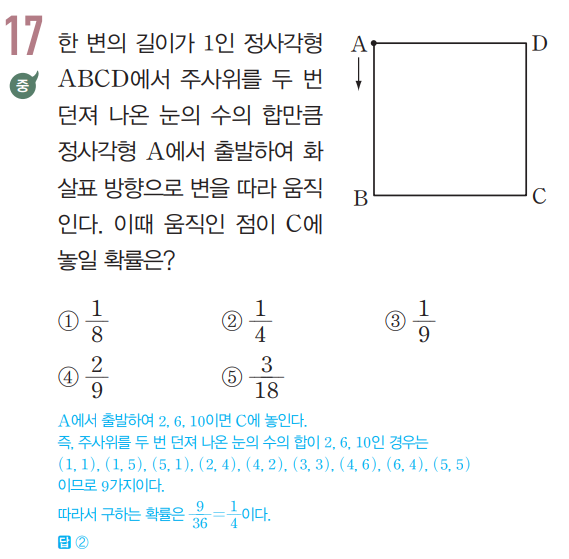 17
중
한 변의 길이가 1인 정사각형
ABCD에서 주사위를 두 번
던져 나온 눈의 수의 합만큼
정사각형 A에서 출발하여 화
살표 방향으로 변을 따라 움직
인다. 이때 움직인 점이 C에
놓일 확률은?
A D
B C
① 1/8 ② 1/4 ③ 1/9
④ 2/9 ⑤ 3/18
A에서 출발하여 2, 6, 10이면 C에 놓인다.
즉, 주사위를 두 번 던져 나온 눈의 수의 합이 2, 6, 10인 경우는
(1, 1), (1, 5), (5, 1), (2, 4), (4, 2), (3, 3), (4, 6), (6, 4), (5, 5)
이므로 9가지이다.
따라서 구하는 확률은 9/36=1/4이다.
답 ②